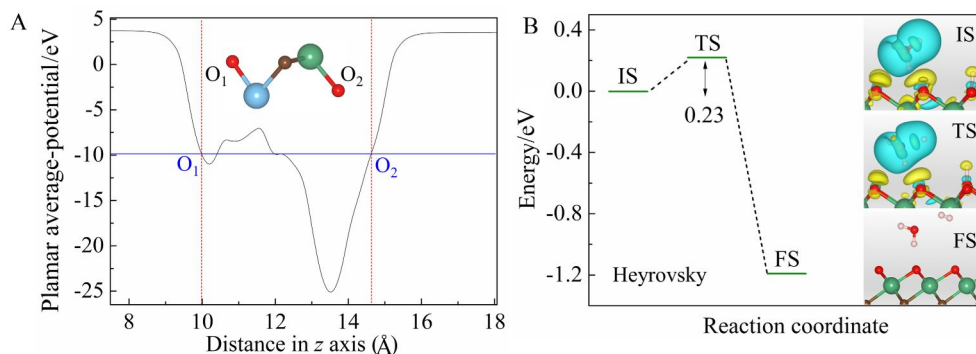 A
Planar average-potential/eV
5
0
-5
-10
-15
-20
-25
O₁
O₂
O₁
O₂
8
10
12
14
16
18
Distance in z axis (Å)
B
Energy/eV
0.4
0.0
-0.4
-0.8
-1.2
IS
TS
0.23
FS
Heyrovsky
Reaction coordinate
IS
TS
FS